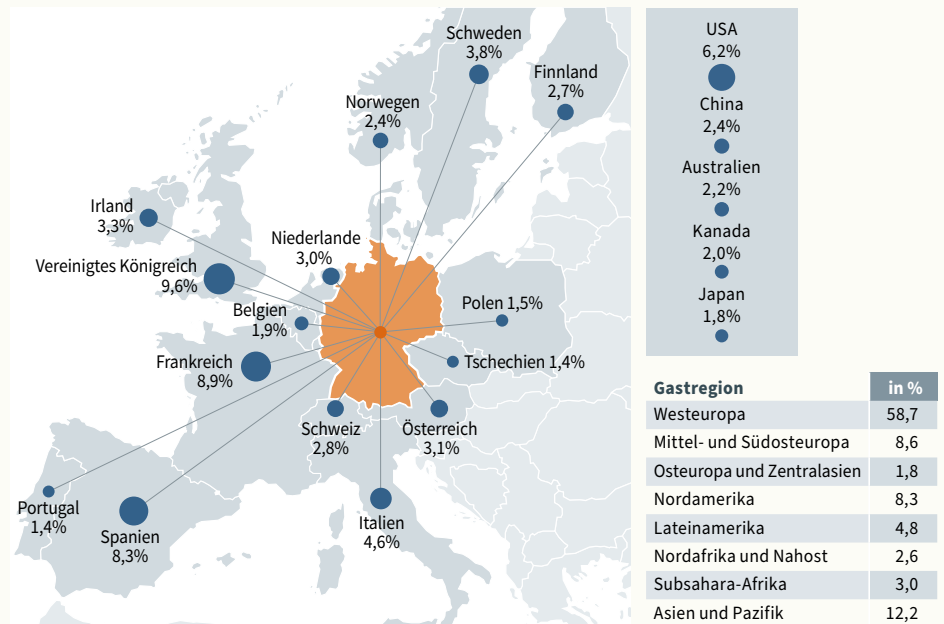 Schweden
3,8%
Finnland
2,7%
Norwegen
2,4%
Irland
3,3%
Niederlande
3,0%
Vereinigtes Königreich
9,6%
Belgien
1,9%
Polen 1,5%
Frankreich
8,9%
Tschechien 1,4%
Schweiz
2,8%
Österreich
3,1%
Portugal
1,4%
Spanien
8,3%
Italien
4,6%
USA
6,2%
China
2,4%
Australien
2,2%
Kanada
2,0%
Japan
1,8%
Gastregion in %
Westeuropa 58,7
Mittel- und Südosteuropa 8,6
Osteuropa und Zentralasien 1,8
Nordamerika 8,3
Lateinamerika 4,8
Nordafrika und Nahost 2,6
Subsahara-Afrika 3,0
Asien und Pazifik 12,2